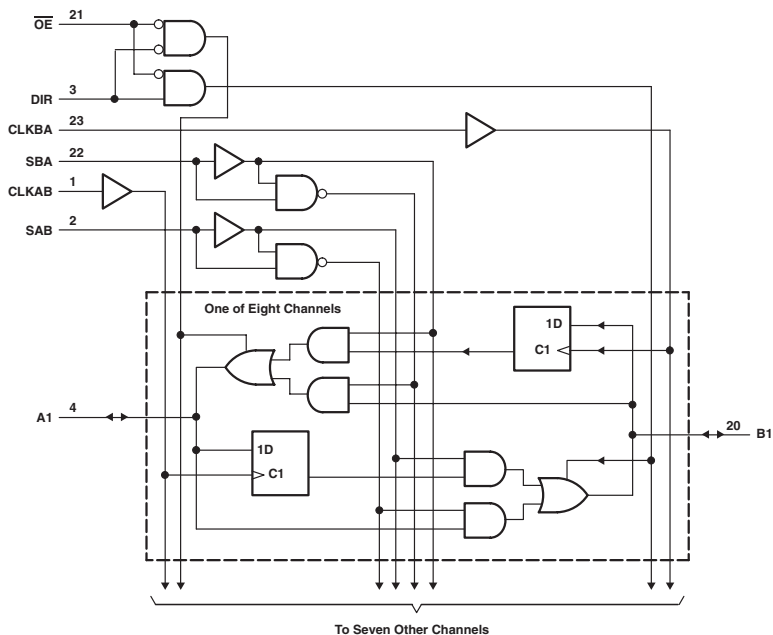 O̅E̅ 21
DIR 3
CLKBA 23
SBA 22
CLKAB 1
SAB 2
One of Eight Channels
1D
C1
A1 4
1D
C1
20 B1
To Seven Other Channels